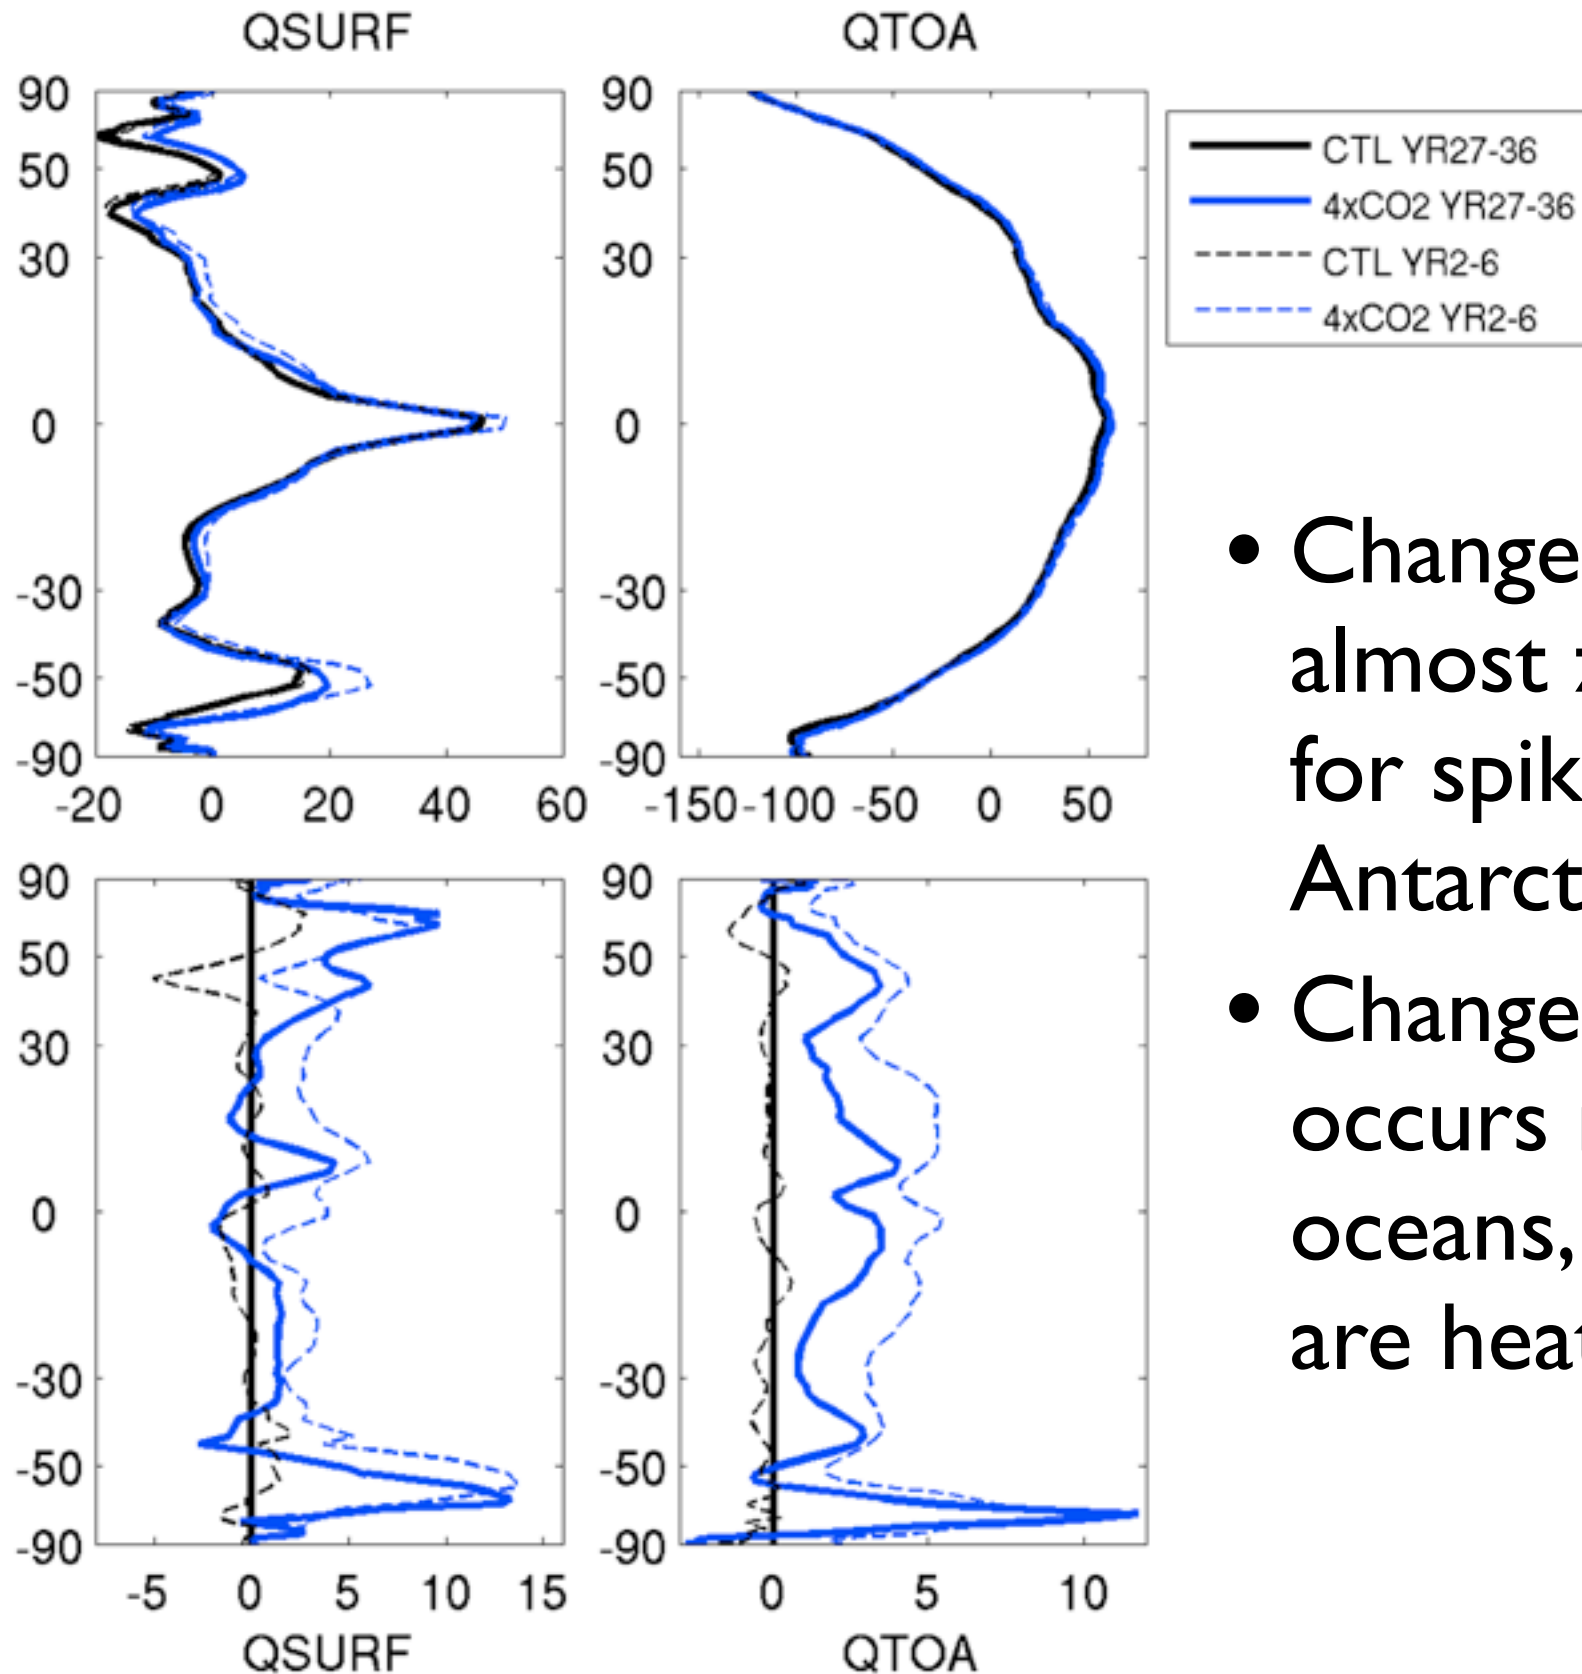 QSURF QTOA
90
50
30
0
-30
-50
-90
-20 0 20 40 60
90
50
30
0
-30
-50
-90
-150 -100 -50 0 50
CTL YR27-36
4xCO2 YR27-36
CTL YR2-6
4xCO2 YR2-6
• Change
almost
for spik
Antarct
• Change
occurs
oceans,
are heat
90
50
30
0
-30
-50
-90
-5 0 5 10 15
QSURF
90
50
30
0
-30
-50
-90
0 5 10
QTOA